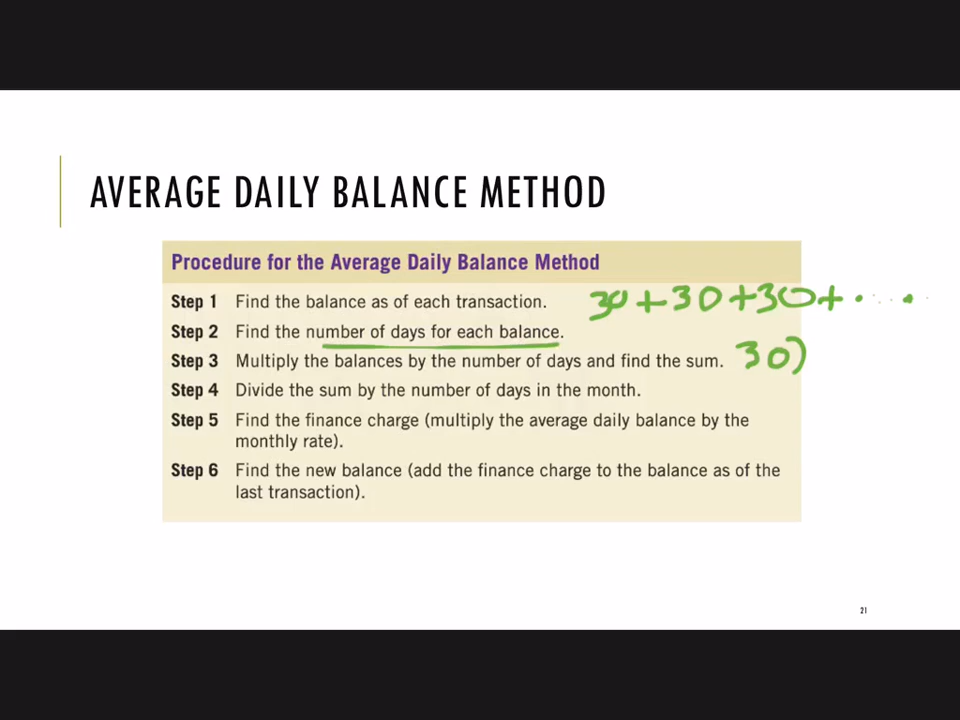 AVERAGE DAILY BALANCE METHOD
Procedure for the Average Daily Balance Method
Step 1 Find the balance as of each transaction.
30+30+30+.....
Step 2 Find the number of days for each balance.
Step 3 Multiply the balances by the number of days and find the sum.
30)
Step 4 Divide the sum by the number of days in the month.
Step 5 Find the finance charge (multiply the average daily balance by the
monthly rate).
Step 6 Find the new balance (add the finance charge to the balance as of the
last transaction).
21